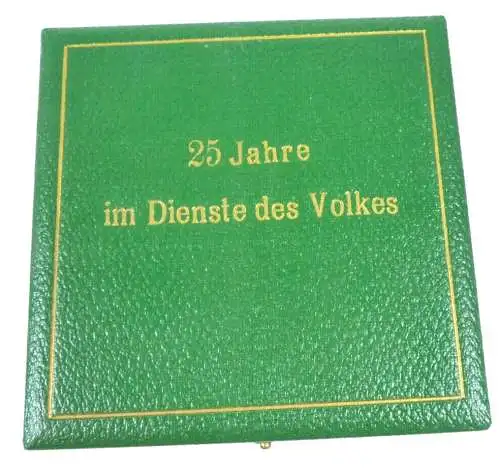 25 Jahre
im Dienste des Volkes